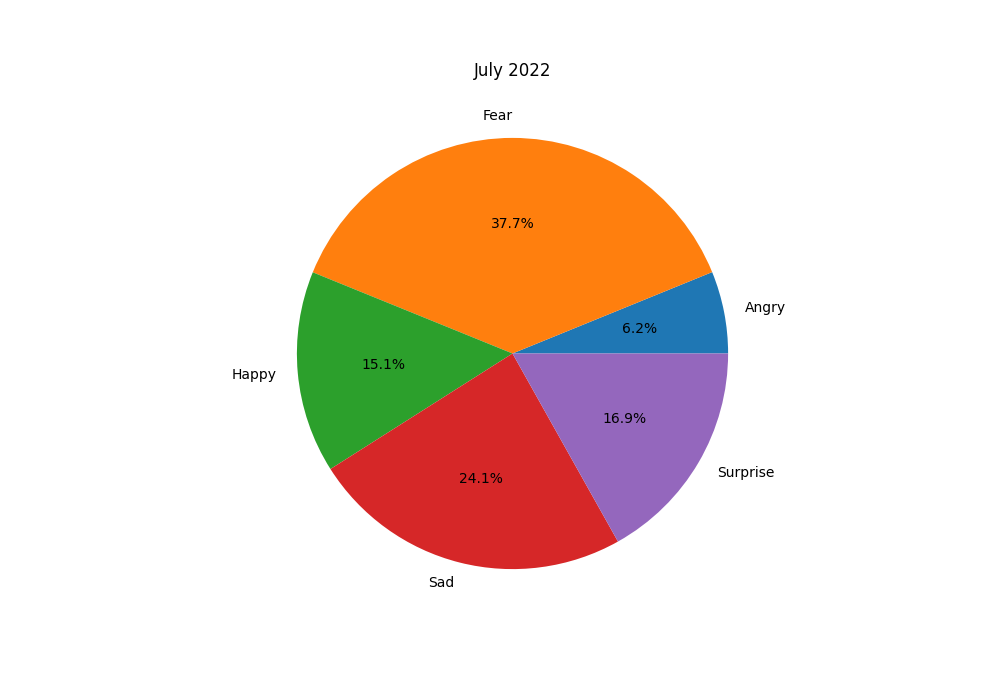 July 2022
Fear
37.7%
Angry
6.2%
Happy
15.1%
16.9%
Surprise
24.1%
Sad